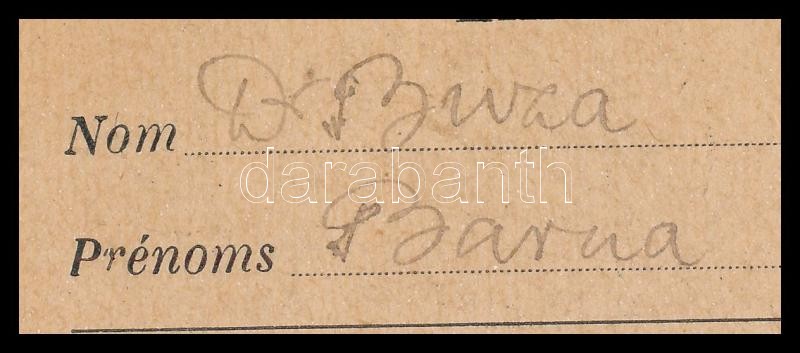 Nom Dr Buza
darabanth
Prénoms Barna